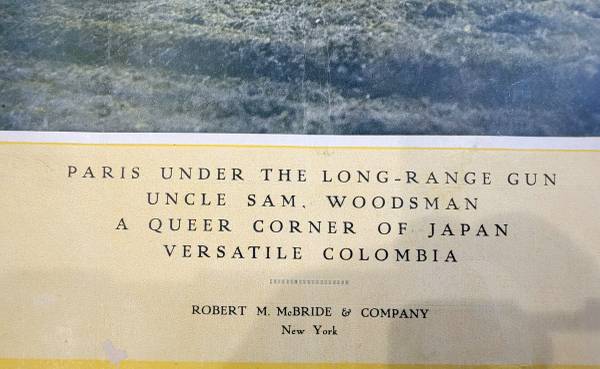 PARIS UNDER THE LONG-RANGE GUN
UNCLE SAM, WOODSMAN
A QUEER CORNER OF JAPAN
VERSATILE COLOMBIA
ROBERT M. McBRIDE & COMPANY
New York